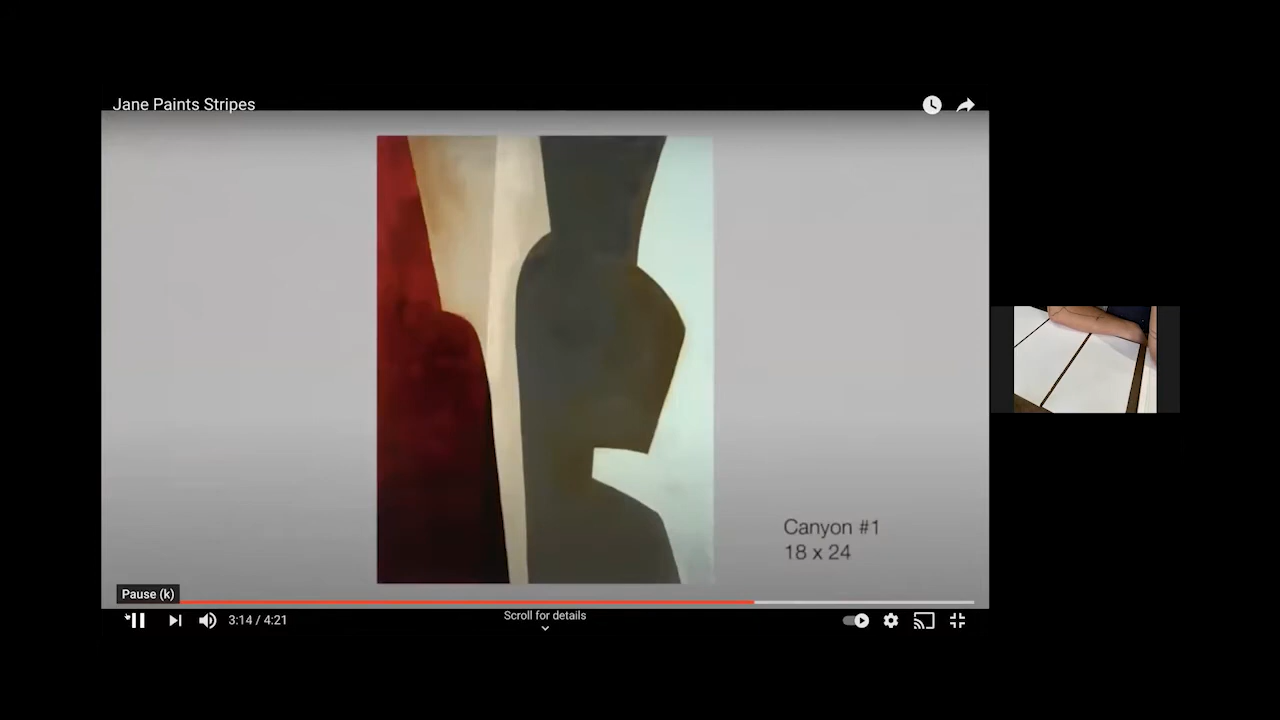 Jane Paints Stripes
Canyon #1
18 x 24
Pause (k)
3:14 / 4:21
Scroll for details